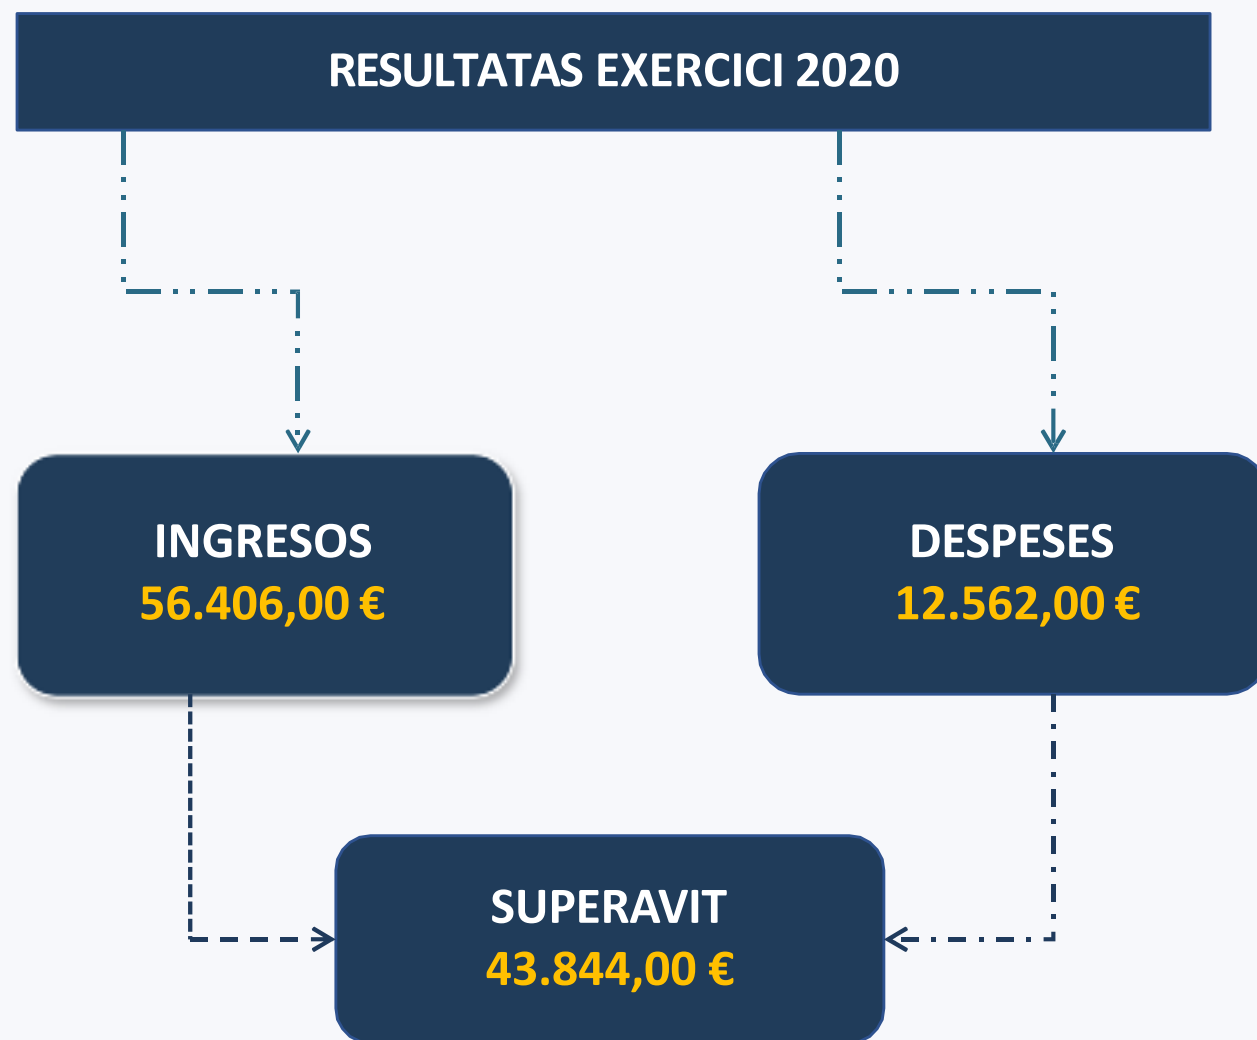 RESULTATAS EXERCICI 2020
INGRESOS
56.406,00 €
DESPESES
12.562,00 €
SUPERAVIT
43.844,00 €